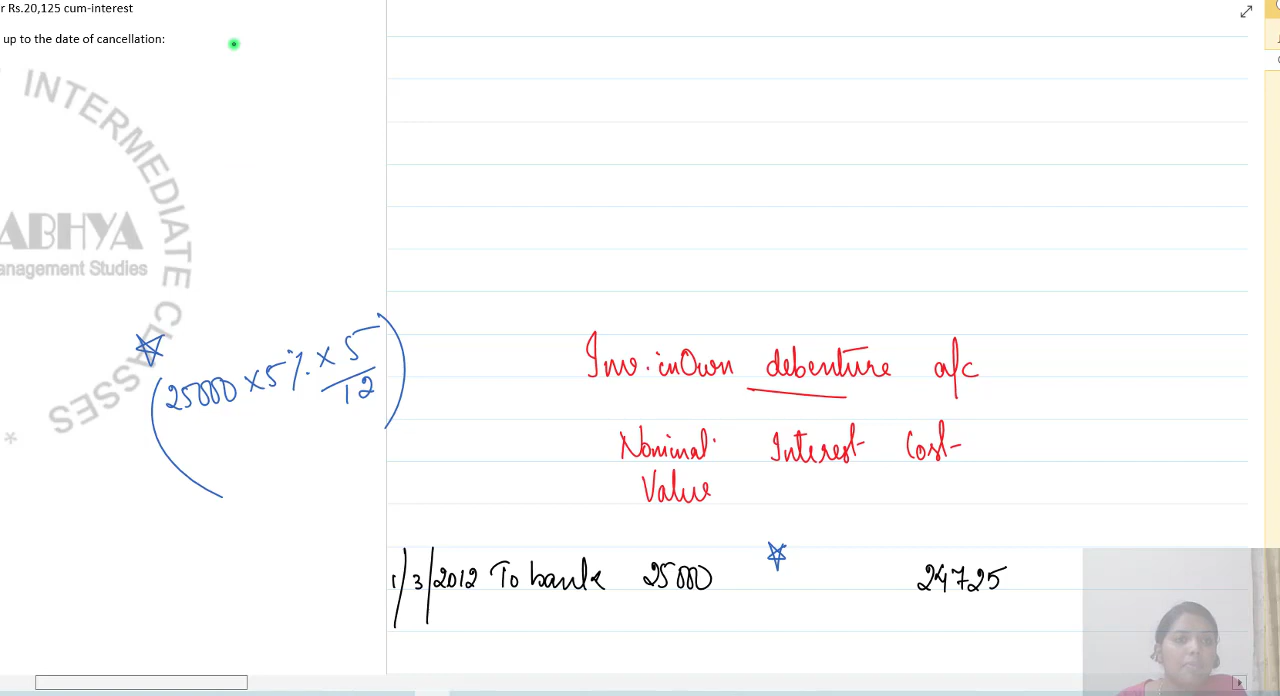 r Rs.20,125 cum-interest
up to the date of cancellation:
INTERMEDIATE CLASSES *
ABHYA
anagement Studies
(25000 × 5% × 5/12)
Inv. in Own debenture a/c
Nominal Interest Cost
Value
1/3/2012 To bank 25000 24725